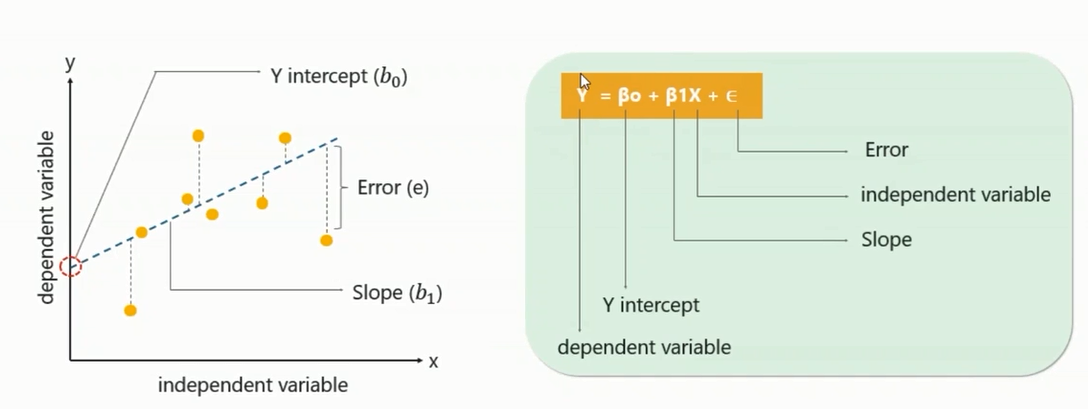 y
Y intercept (b₀)
dependent variable
Error (e)
Slope (b₁)
x
independent variable
Y = βo + β1X + ϵ
Error
independent variable
Slope
Y intercept
dependent variable